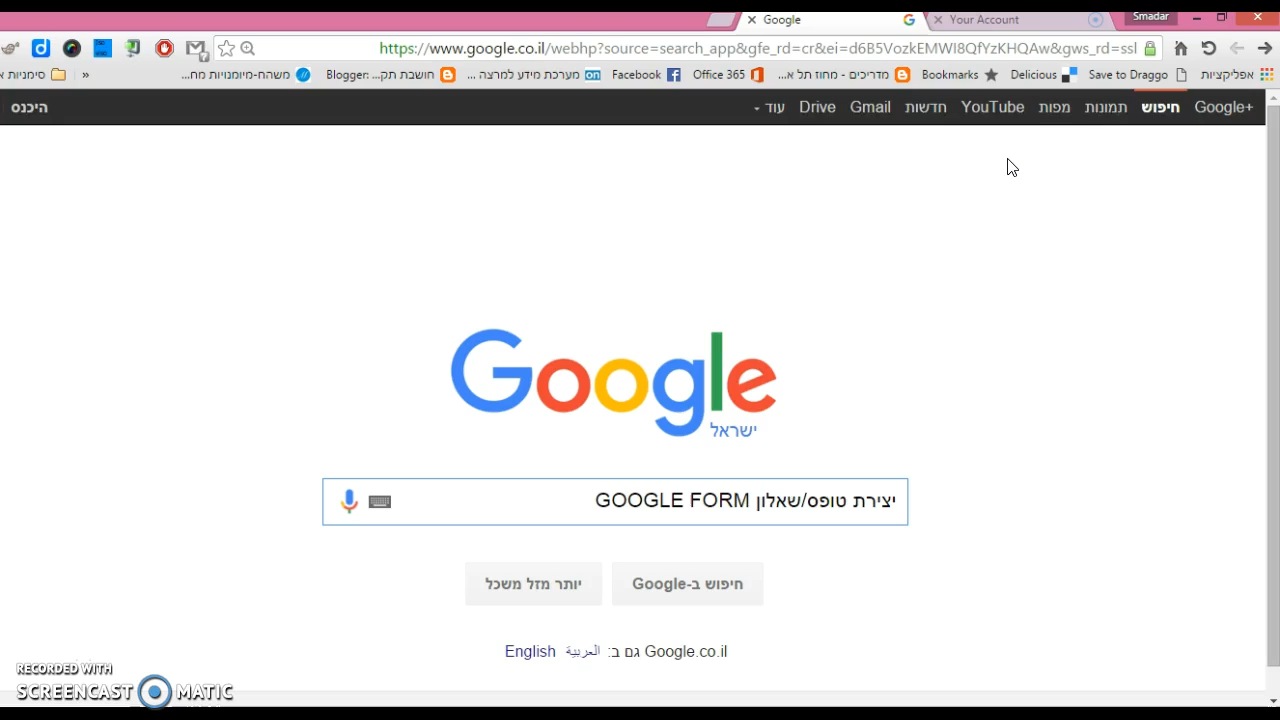 Google
Your Account
Smadar
https://www.google.co.il/webhp?source=search_app&gfe_rd=cr&ei=d6B5VozkEMWI8QfYzKHQAw&gws_rd=ssl
אפליקציות Save to Draggo Delicious Bookmarks מדריכים - מחוז תל א... Office 365 Facebook מערכת מידע למרצה ... Blogger: חושבת תק... משהח-מיומנויות מח... » סימניות א
Google+ חיפוש תמונות מפות YouTube חדשות Gmail Drive עוד היכנס
Google
ישראל
יצירת טופס/שאלון GOOGLE FORM
חיפוש ב-Google יותר מזל משכל
Google.co.il גם ב: العربية English
RECORDED WITH
SCREENCAST MATIC